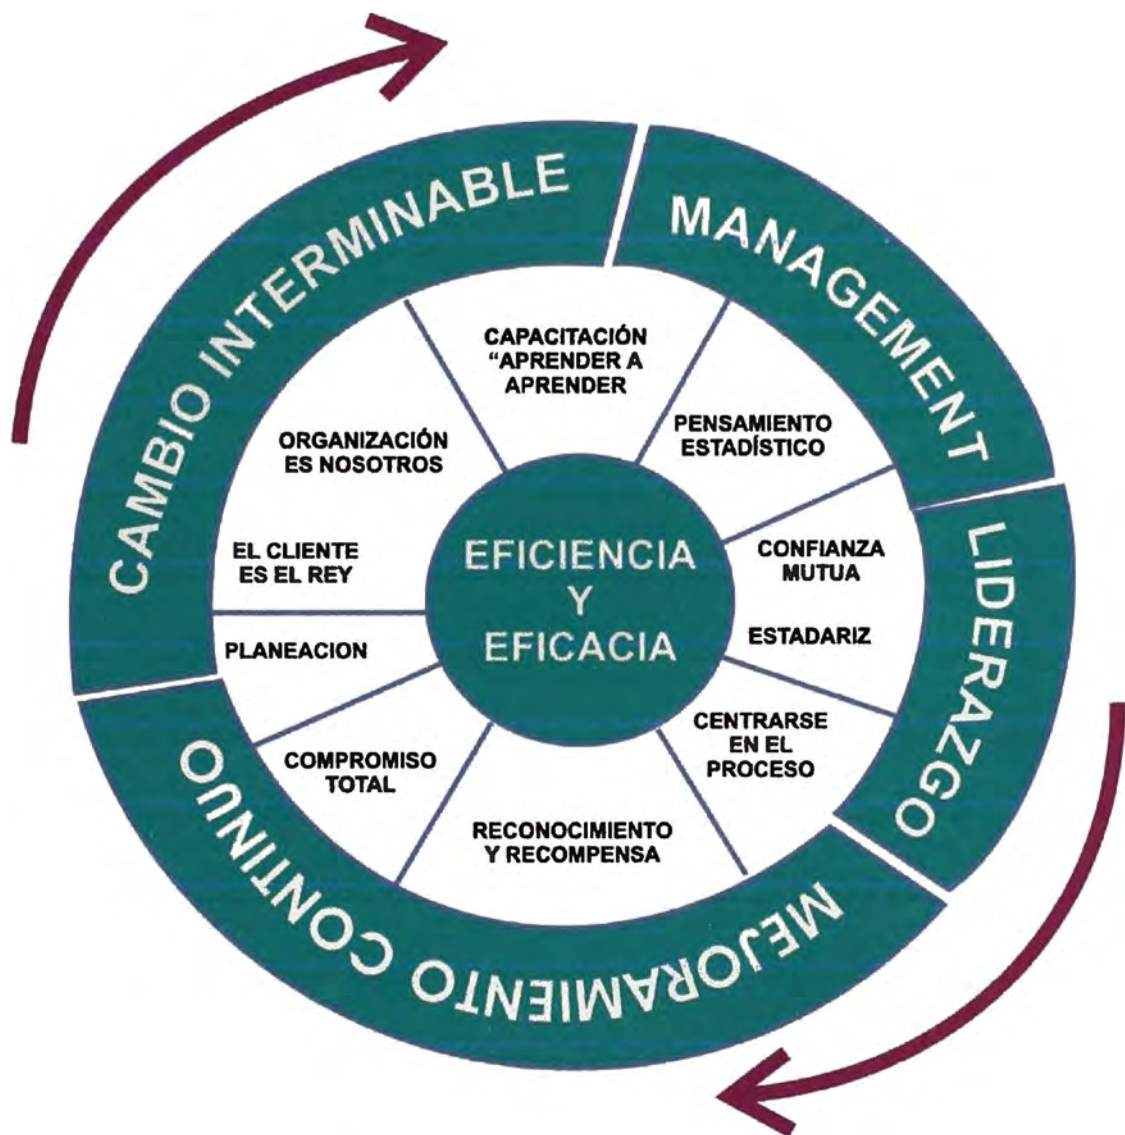 CAMBIO INTERMINABLE
MANAGEMENT
LIDERAZGO
MEJORAMIENTO CONTINUO
CAPACITACIÓN
“APRENDER A
APRENDER
PENSAMIENTO
ESTADÍSTICO
CONFIANZA
MUTUA
ESTADARIZ
CENTRARSE
EN EL
PROCESO
RECONOCIMIENTO
Y RECOMPENSA
COMPROMISO
TOTAL
PLANEACION
EL CLIENTE
ES EL REY
ORGANIZACIÓN
ES NOSOTROS
EFICIENCIA
Y
EFICACIA